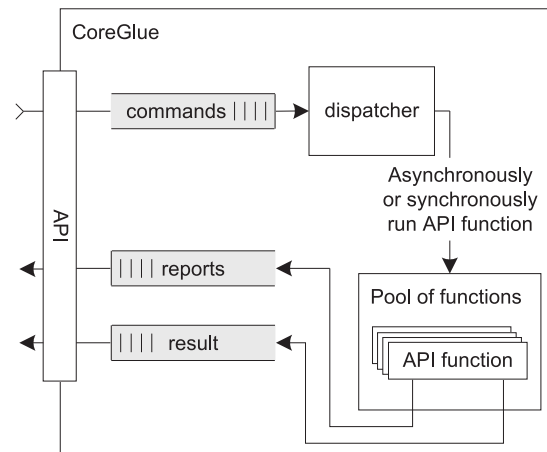 CoreGlue
commands
dispatcher
Asynchronously
or synchronously
run API function
API
reports
Pool of functions
result
API function